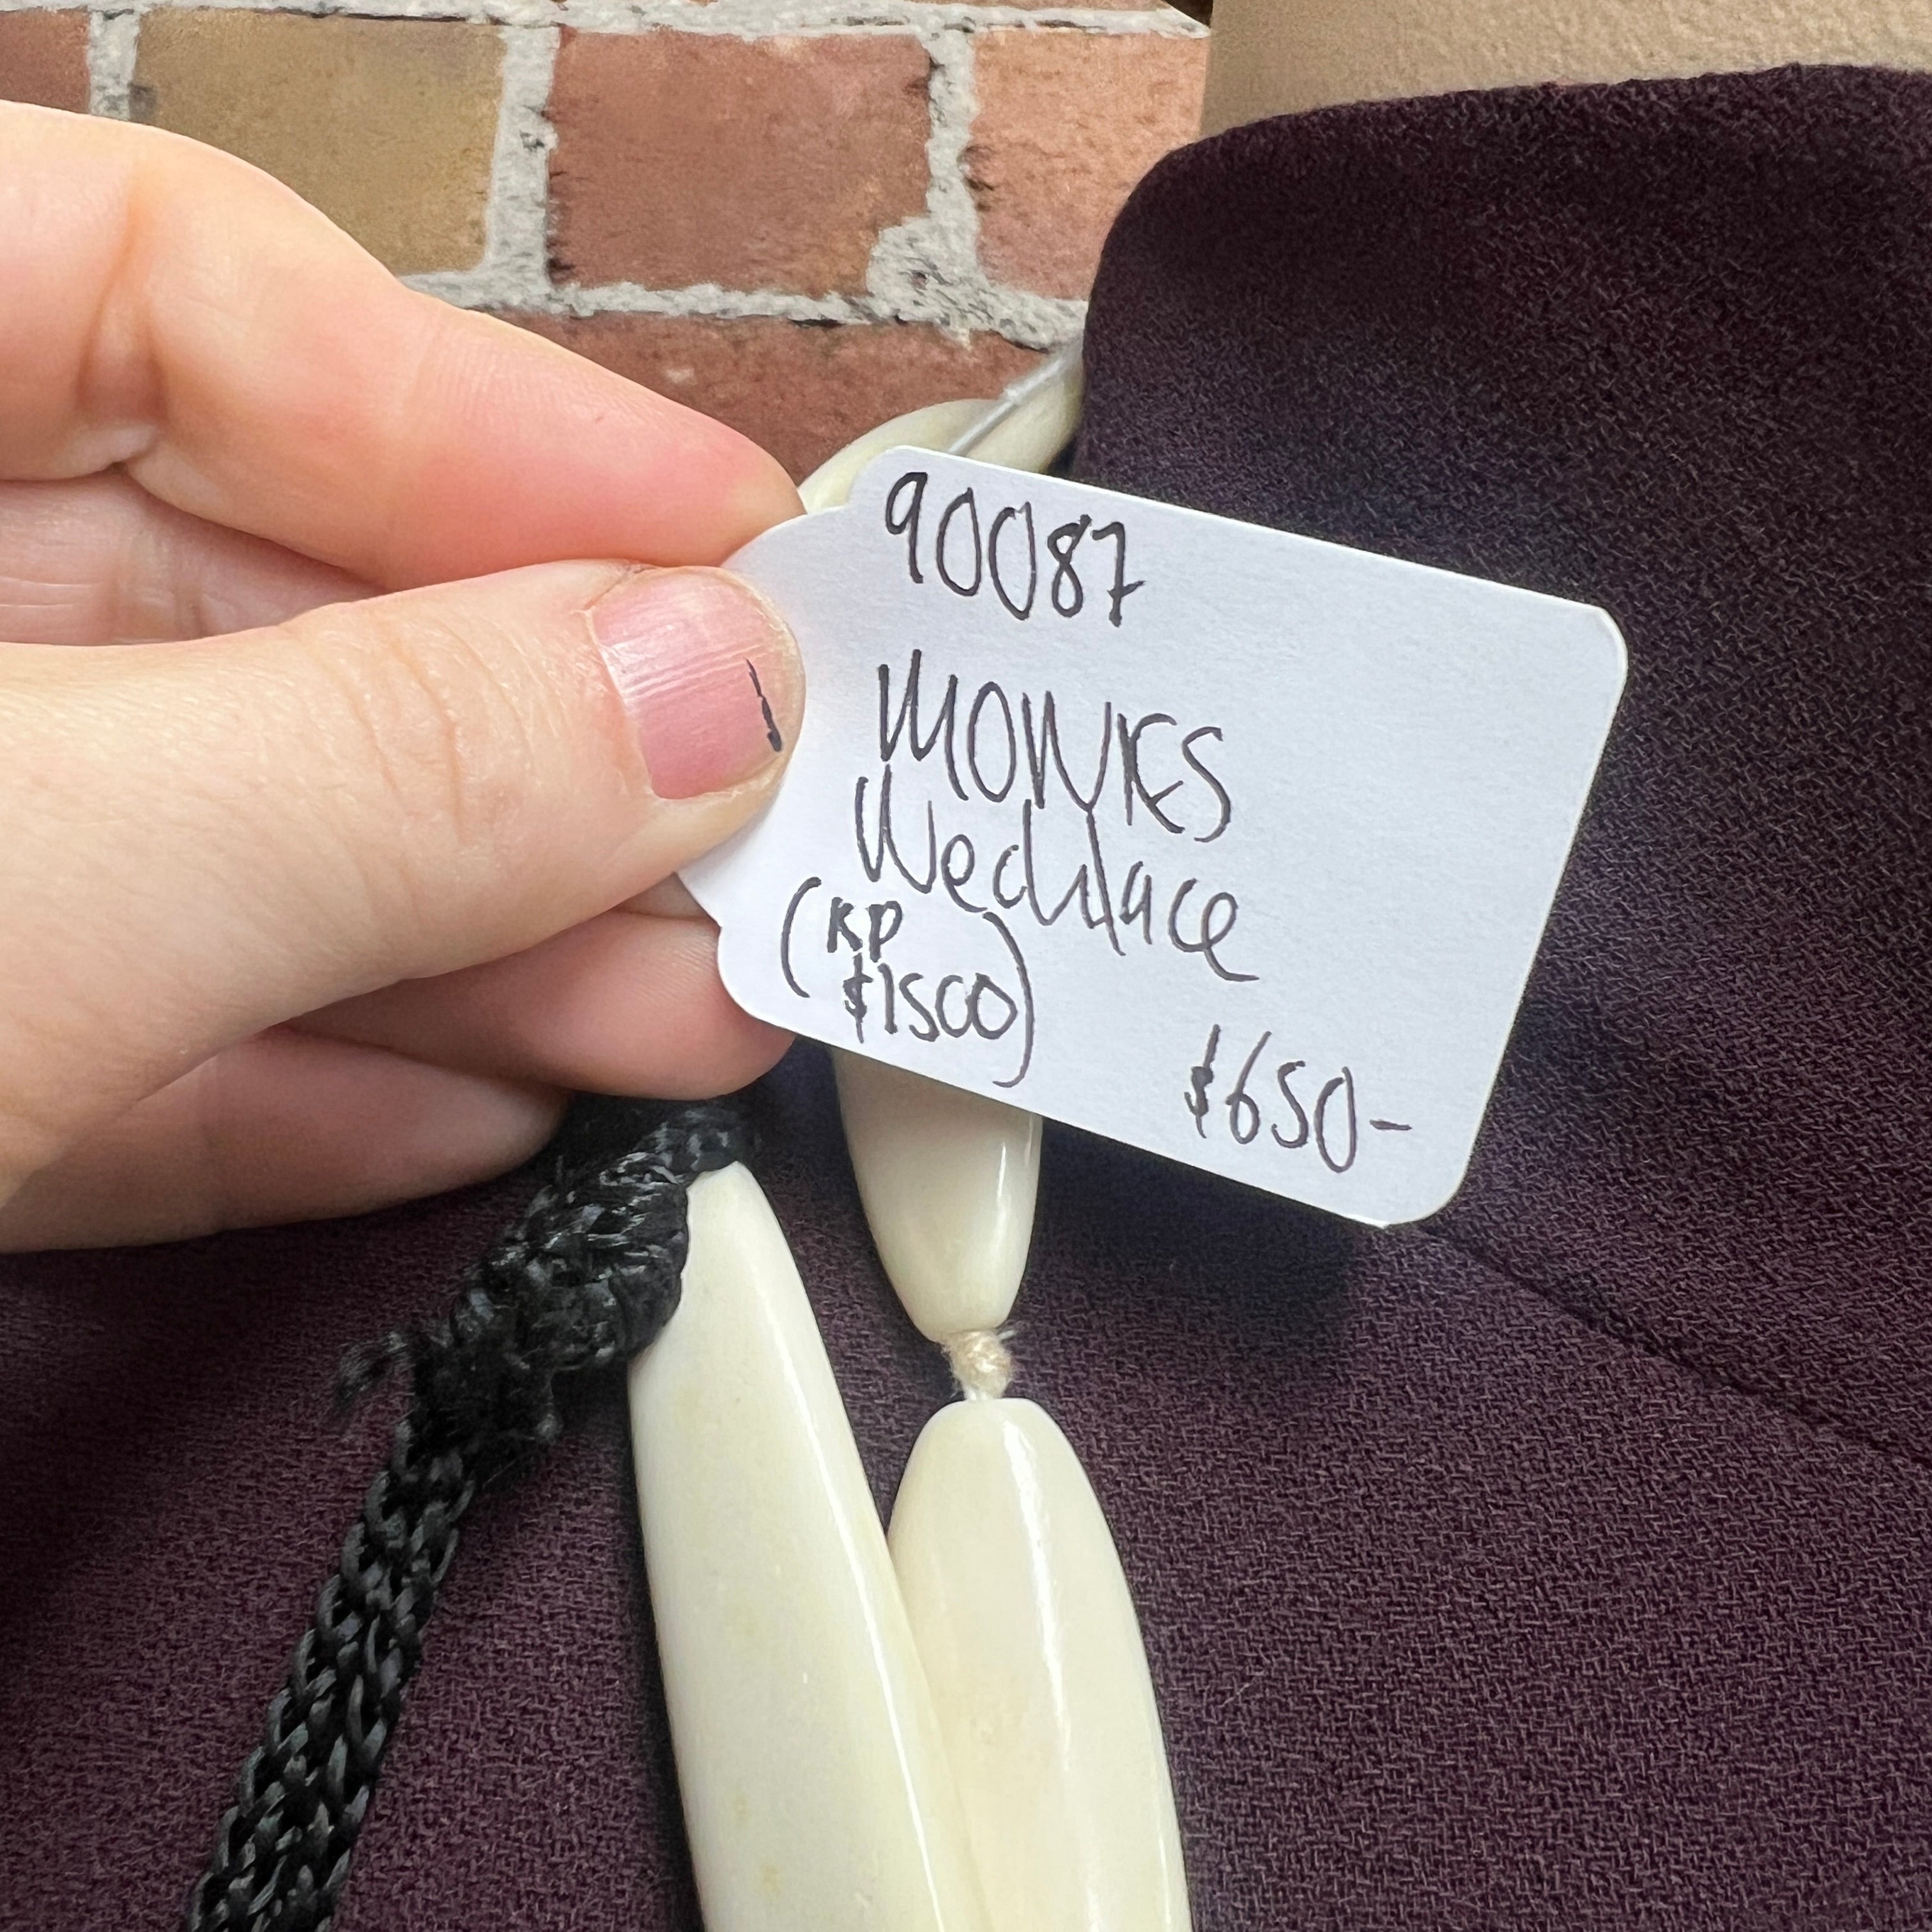 90087
MONKS
Necklace
(RP
$1500)
$650-